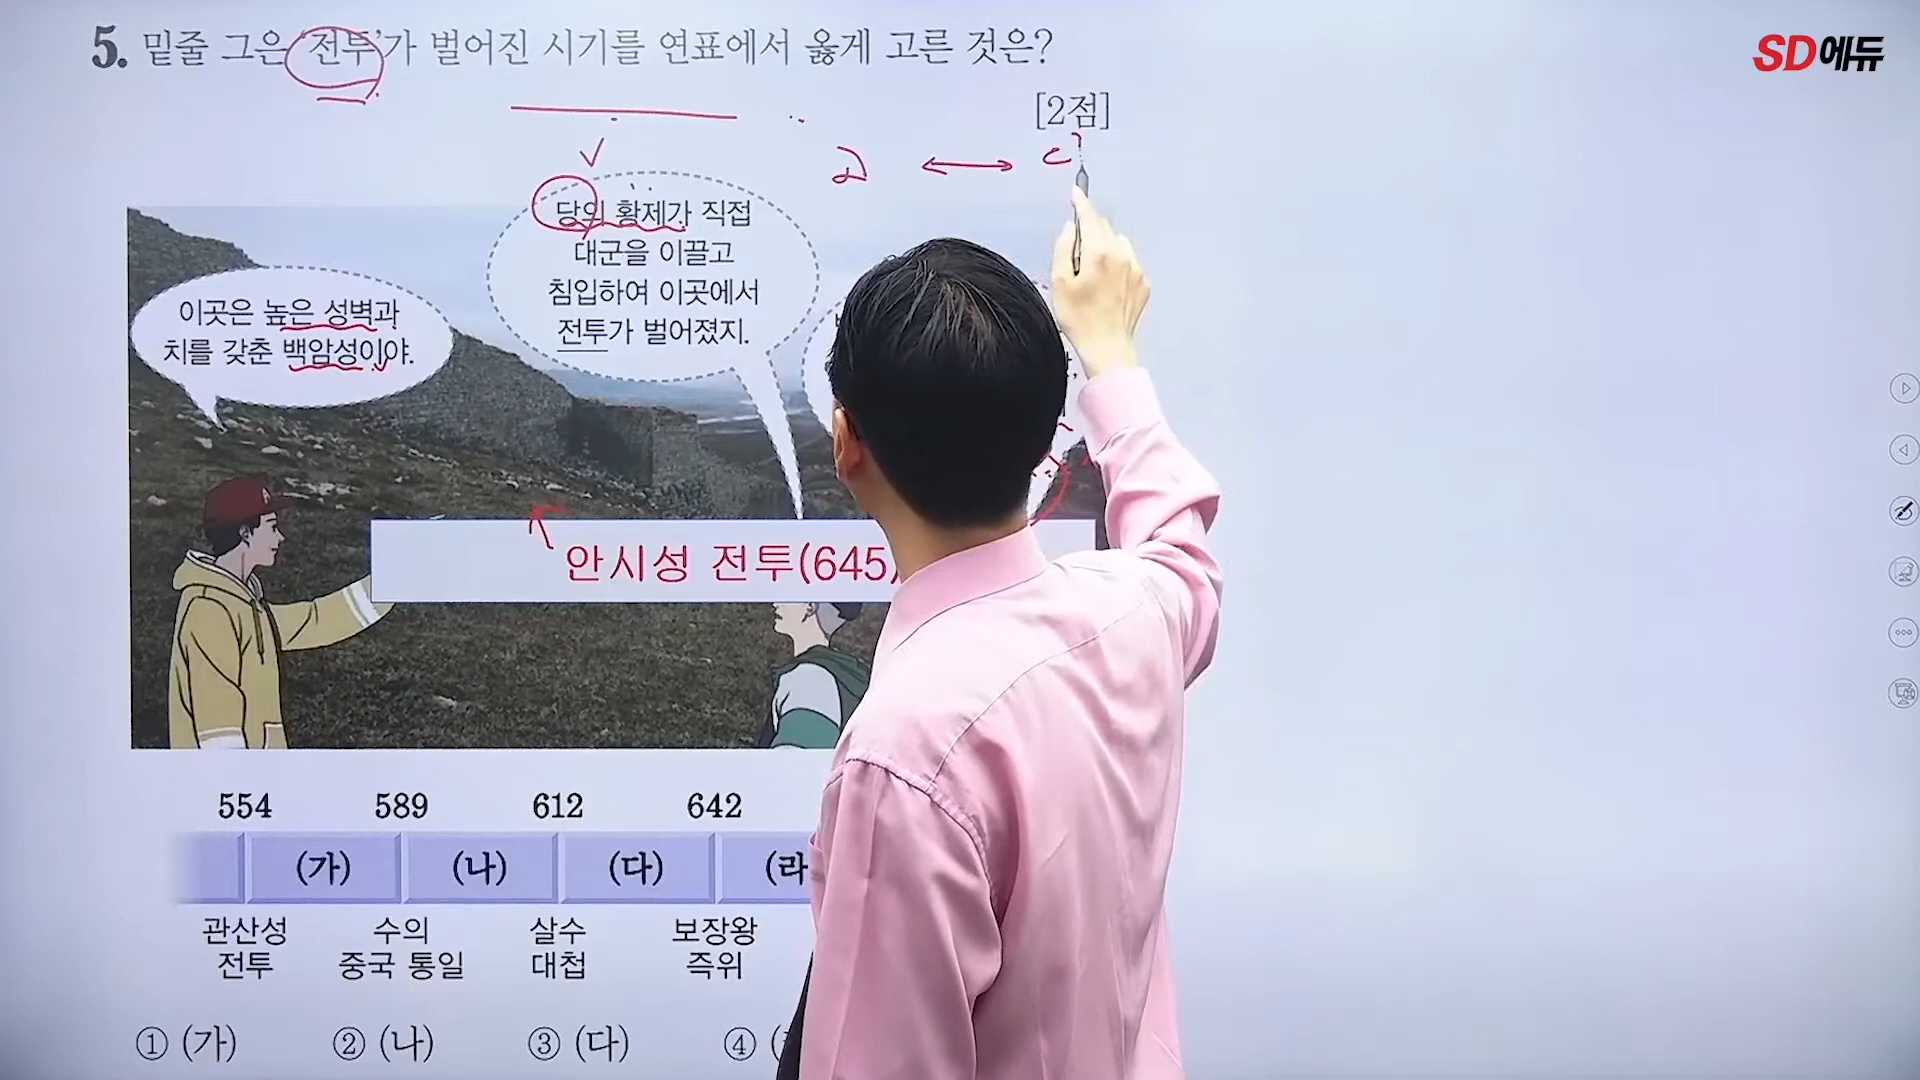 5. 밑줄 그은 '전투'가 벌어진 시기를 연표에서 옳게 고른 것은?
[2점]
SD에듀
당의 황제가 직접
대군을 이끌고
침입하여 이곳에서
전투가 벌어졌지.
이곳은 높은 성벽과
치를 갖춘 백암성이야.
안시성 전투(645)
554 589 612 642
(가) (나) (다) (라
관산성 전투
수의 중국 통일
살수 대첩
보장왕 즉위
① (가) ② (나) ③ (다) ④